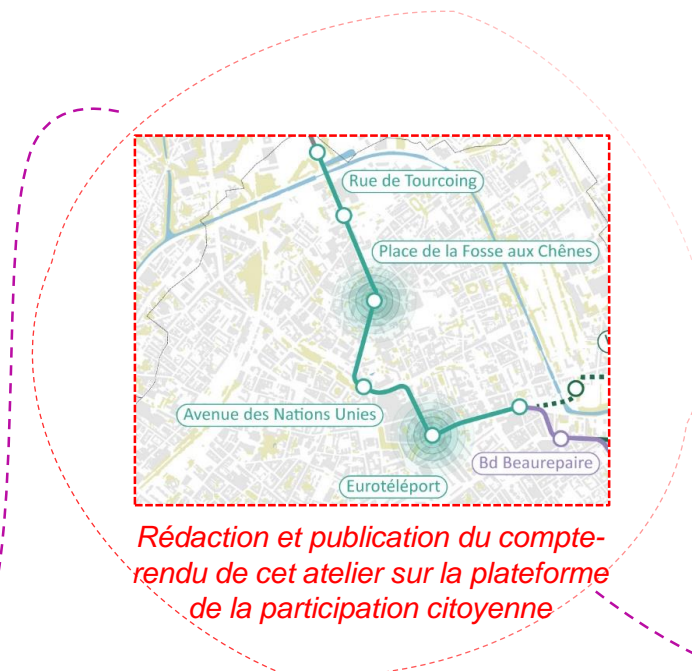 Rue de Tourcoing
Place de la Fosse aux Chênes
Avenue des Nations Unies
Bd Beaurepaire
Eurotéléport
Rédaction et publication du compte-
rendu de cet atelier sur la plateforme
de la participation citoyenne